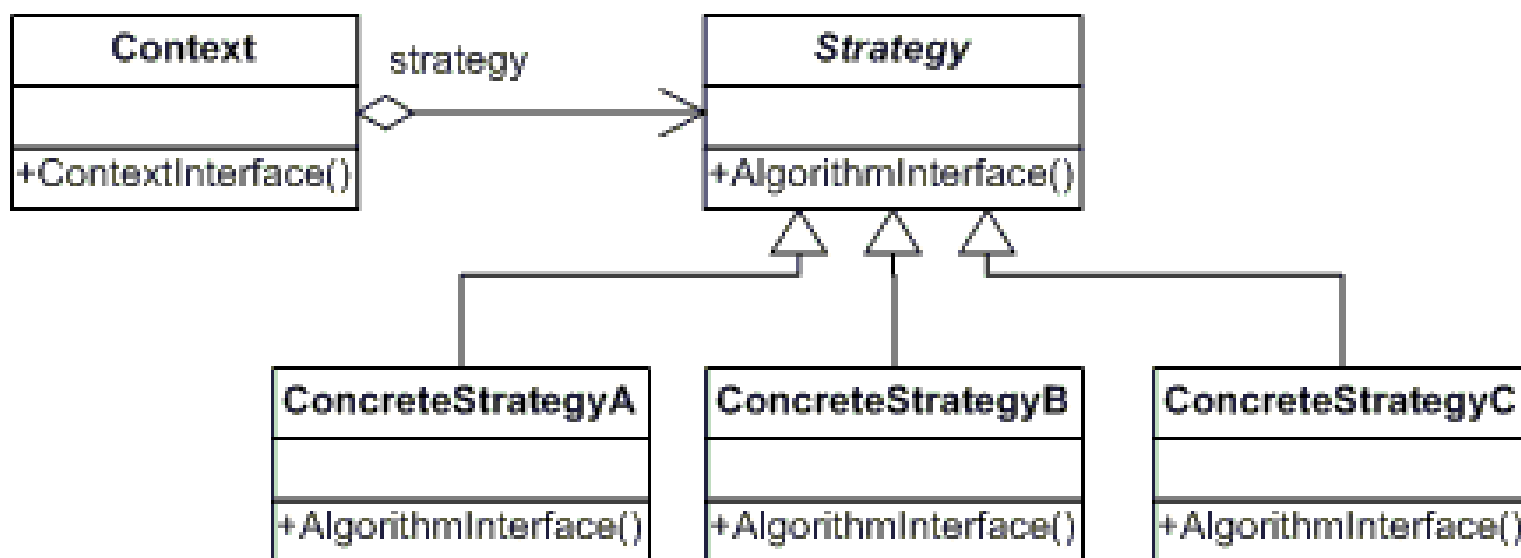 Context
strategy
Strategy
+ContextInterface()
+AlgorithmInterface()
ConcreteStrategyA
ConcreteStrategyB
ConcreteStrategyC
+AlgorithmInterface()
+AlgorithmInterface()
+AlgorithmInterface()